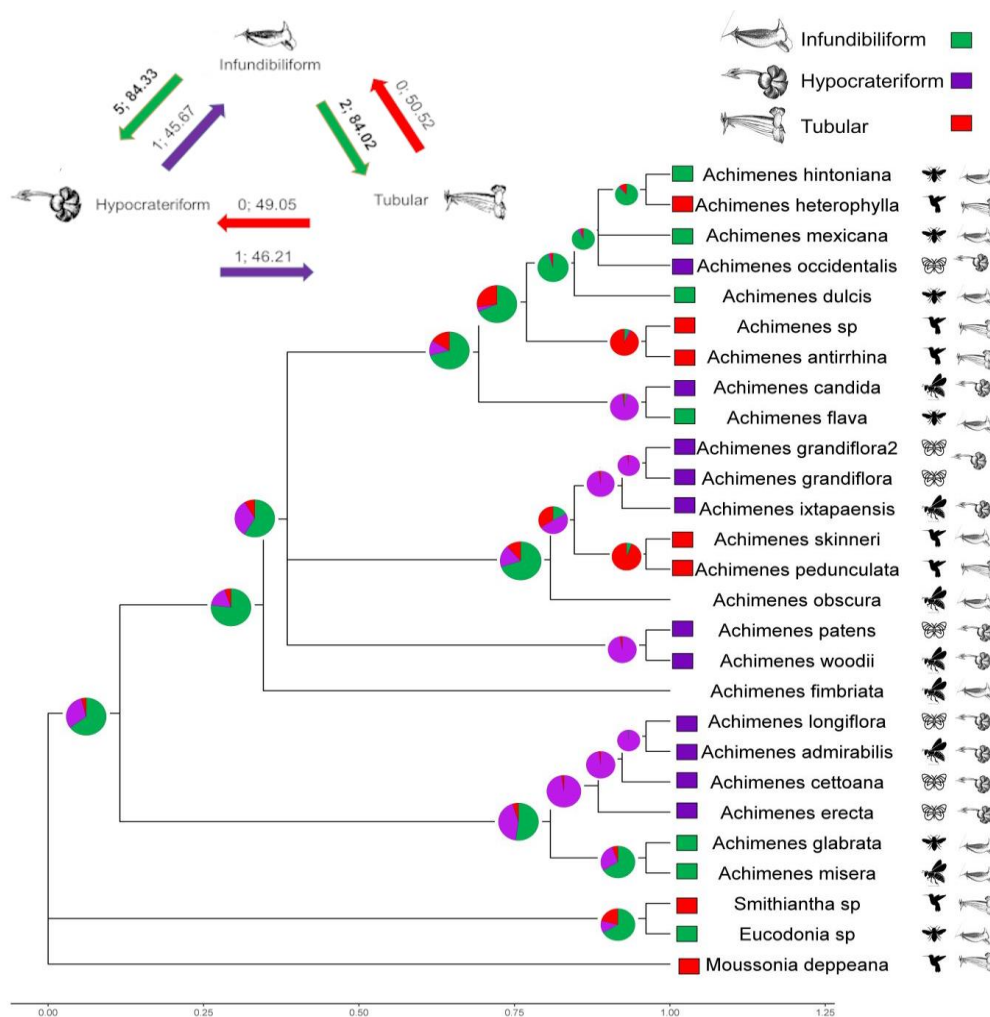 Infundibiliform
5; 84.33
1; 45.67
2; 84.02
0; 50.52
Hypocrateriform
Tubular
0; 49.05
1; 46.21
Infundibiliform
Hypocrateriform
Tubular
Achimenes hintoniana
Achimenes heterophylla
Achimenes mexicana
Achimenes occidentalis
Achimenes dulcis
Achimenes sp
Achimenes antirrhina
Achimenes candida
Achimenes flava
Achimenes grandiflora2
Achimenes grandiflora
Achimenes ixtapaensis
Achimenes skinneri
Achimenes pedunculata
Achimenes obscura
Achimenes patens
Achimenes woodii
Achimenes fimbriata
Achimenes longiflora
Achimenes admirabilis
Achimenes cettoana
Achimenes erecta
Achimenes glabrata
Achimenes misera
Smithiantha sp
Eucodonia sp
Moussonia deppeana
0.00 0.25 0.50 0.75 1.00 1.25